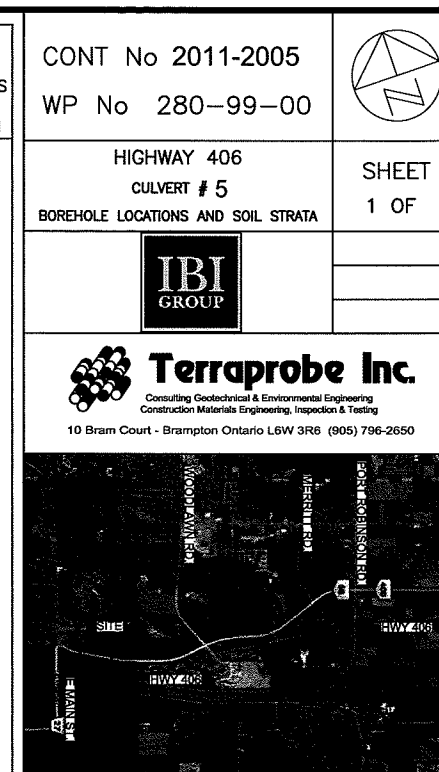 S
CONT No 2011-2005
WP No 280-99-00
N
HIGHWAY 406
CULVERT # 5
BOREHOLE LOCATIONS AND SOIL STRATA
SHEET
1 OF
IBI
GROUP
Terraprobe Inc.
Consulting Geotechnical & Environmental Engineering
Construction Materials Engineering, Inspection & Testing
10 Bram Court - Brampton Ontario L6W 3R6 (905) 796-2650
WOODLAWN RD.
MERRITT RD.
PORT ROBINSON RD.
SITE
HWY 406
HWY 406
E MAIN ST.